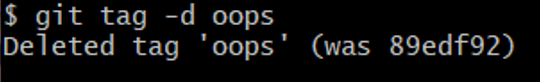 $ git tag -d oops
Deleted tag 'oops' (was 89edf92)